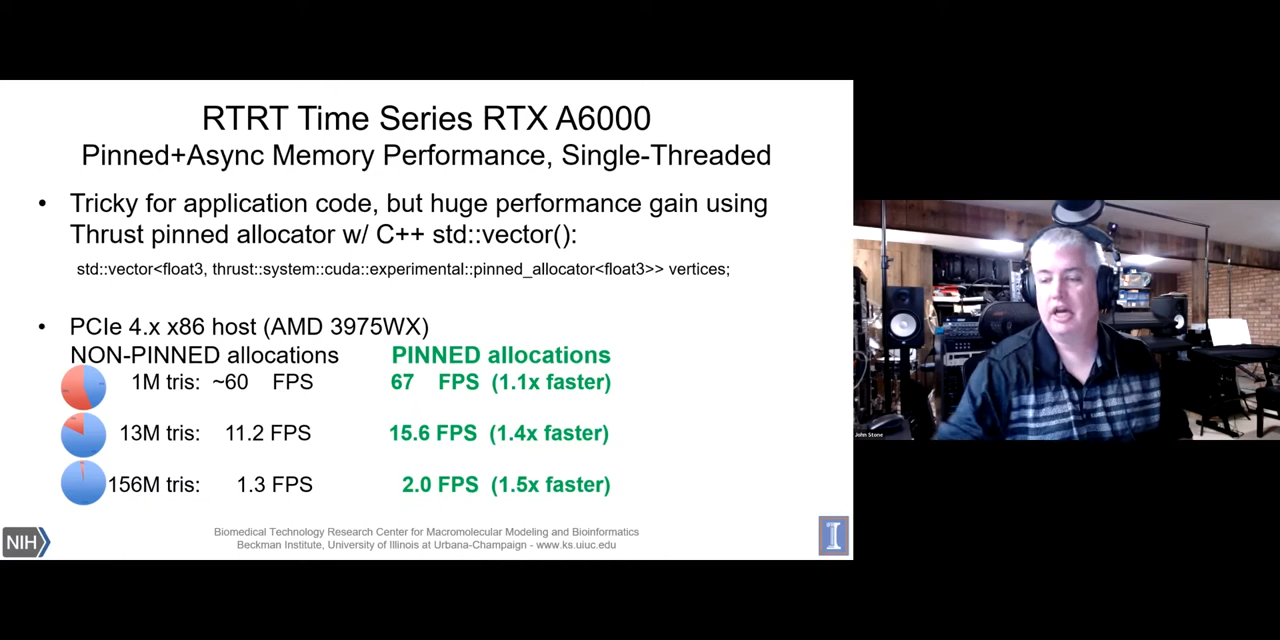 RTRT Time Series RTX A6000
Pinned+Async Memory Performance, Single-Threaded
• Tricky for application code, but huge performance gain using
Thrust pinned allocator w/ C++ std::vector():
std::vector<float3, thrust::system::cuda::experimental::pinned_allocator<float3>> vertices;
• PCIe 4.x x86 host (AMD 3975WX)
NON-PINNED allocations PINNED allocations
1M tris: ~60 FPS 67 FPS (1.1x faster)
13M tris: 11.2 FPS 15.6 FPS (1.4x faster)
156M tris: 1.3 FPS 2.0 FPS (1.5x faster)
Biomedical Technology Research Center for Macromolecular Modeling and Bioinformatics
Beckman Institute, University of Illinois at Urbana-Champaign - www.ks.uiuc.edu
NIH
I
John Stone